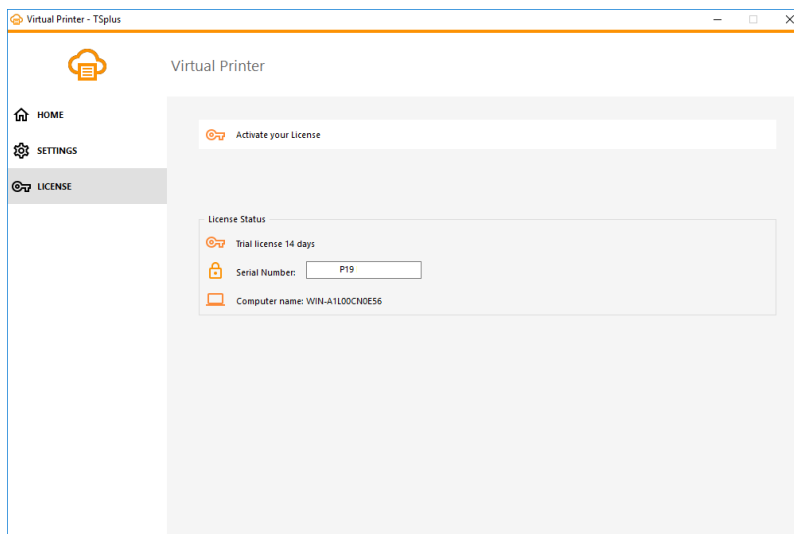 Virtual Printer - TSplus
Virtual Printer
HOME
SETTINGS
LICENSE
Activate your License
License Status
Trial license 14 days
Serial Number: P19
Computer name: WIN-A1L00CN0E56